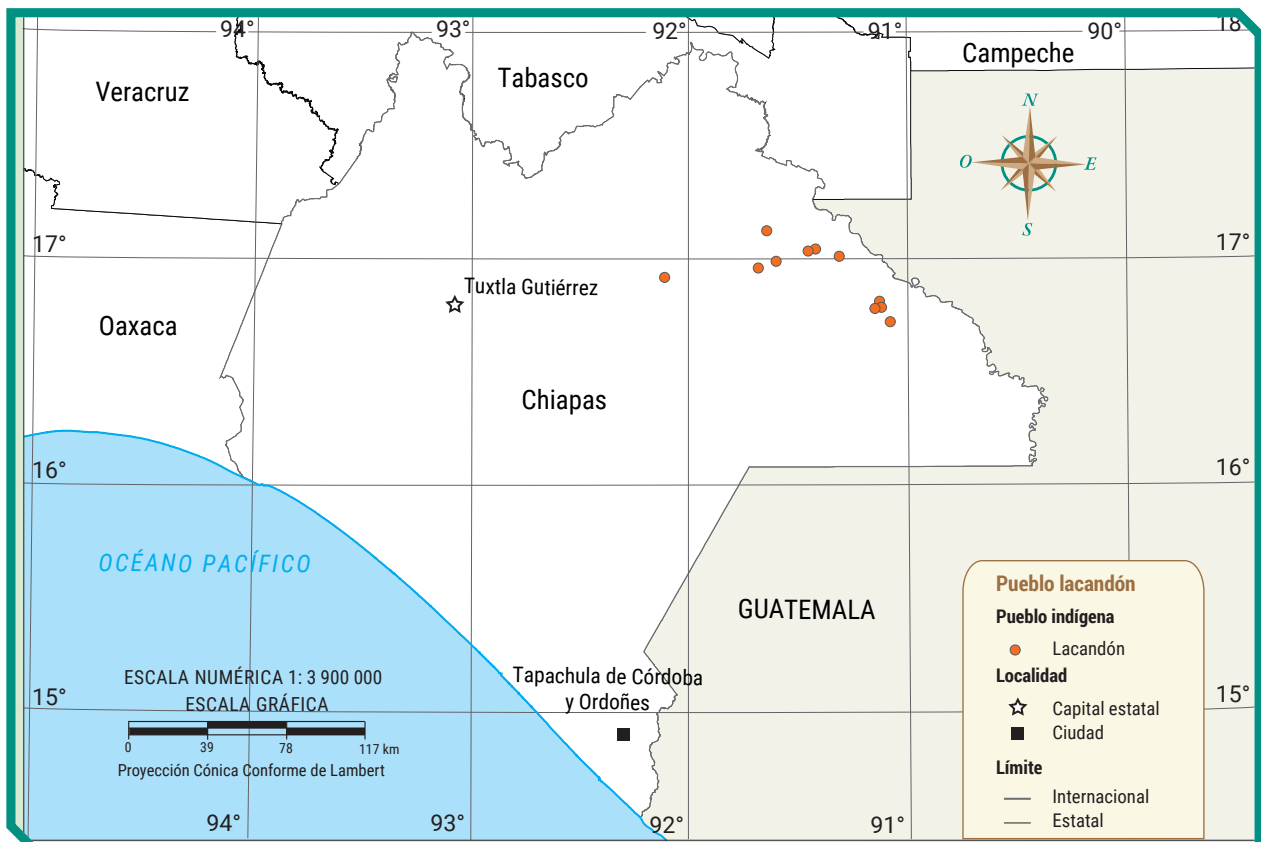 94°
93°
92°
91°
90°
18
Campeche
Veracruz
Tabasco
N
O
E
S
17°
17°
Tuxtla Gutiérrez
Oaxaca
Chiapas
16°
16°
OCÉANO PACÍFICO
GUATEMALA
Pueblo lacandón
Pueblo indígena
Lacandón
Localidad
Capital estatal
Ciudad
Límite
Internacional
Estatal
Tapachula de Córdoba
y Ordoñes
15°
15°
ESCALA NUMÉRICA 1: 3 900 000
ESCALA GRÁFICA
0 39 78 117 km
Proyección Cónica Conforme de Lambert
94°
93°
92°
91°